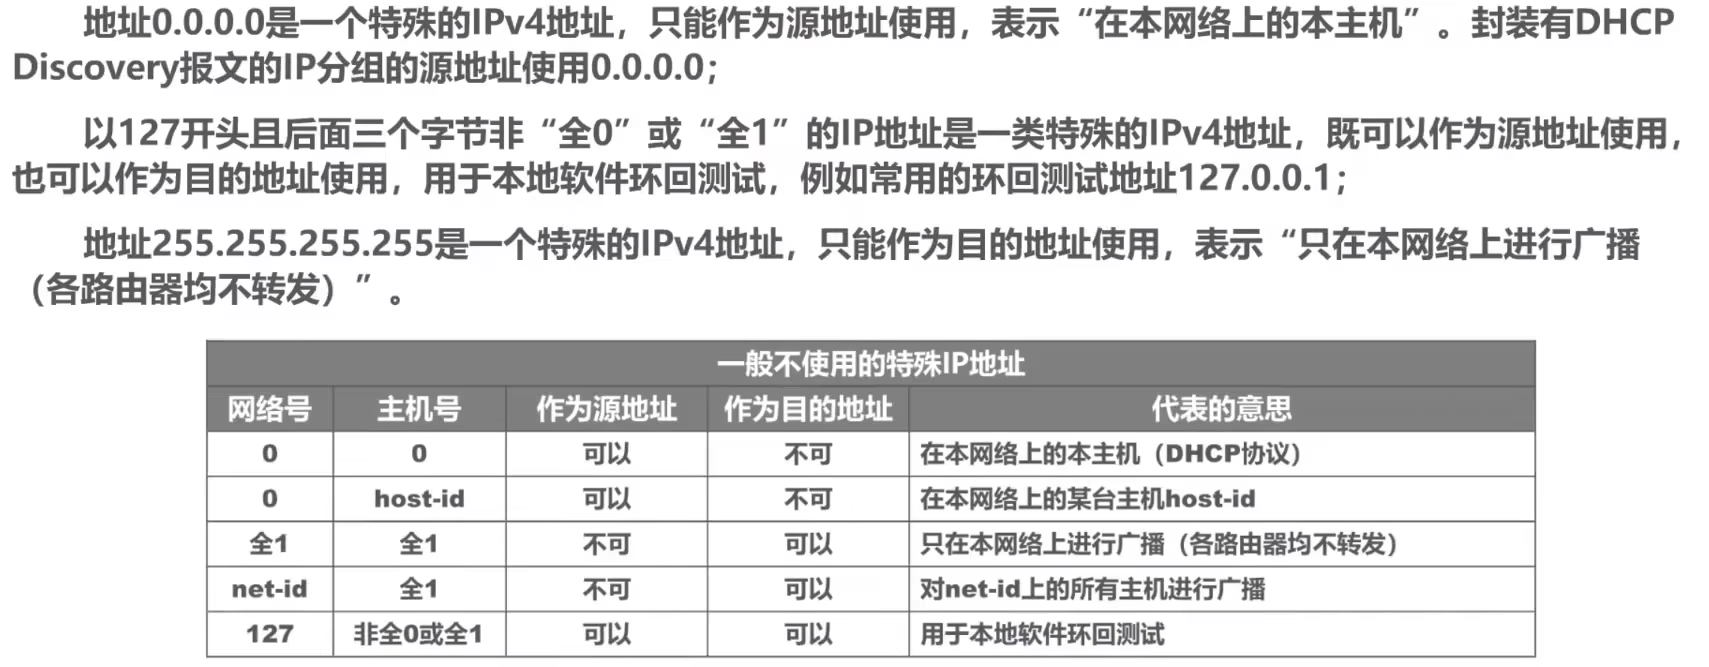 地址0.0.0.0是一个特殊的IPv4地址，只能作为源地址使用，表示“在本网络上的本主机”。封装有DHCP
Discovery报文的IP分组的源地址使用0.0.0.0；
以127开头且后面三个字节非“全0”或“全1”的IP地址是一类特殊的IPv4地址，既可以作为源地址使用，
也可以作为目的地址使用，用于本地软件环回测试，例如常用的环回测试地址127.0.0.1；
地址255.255.255.255是一个特殊的IPv4地址，只能作为目的地址使用，表示“只在本网络上进行广播
（各路由器均不转发）”。
一般不使用的特殊IP地址
网络号 主机号 作为源地址 作为目的地址 代表的意思
0 0 可以 不可 在本网络上的本主机（DHCP协议）
0 host-id 可以 不可 在本网络上的某台主机host-id
全1 全1 不可 可以 只在本网络上进行广播（各路由器均不转发）
net-id 全1 不可 可以 对net-id上的所有主机进行广播
127 非全0或全1 可以 可以 用于本地软件环回测试